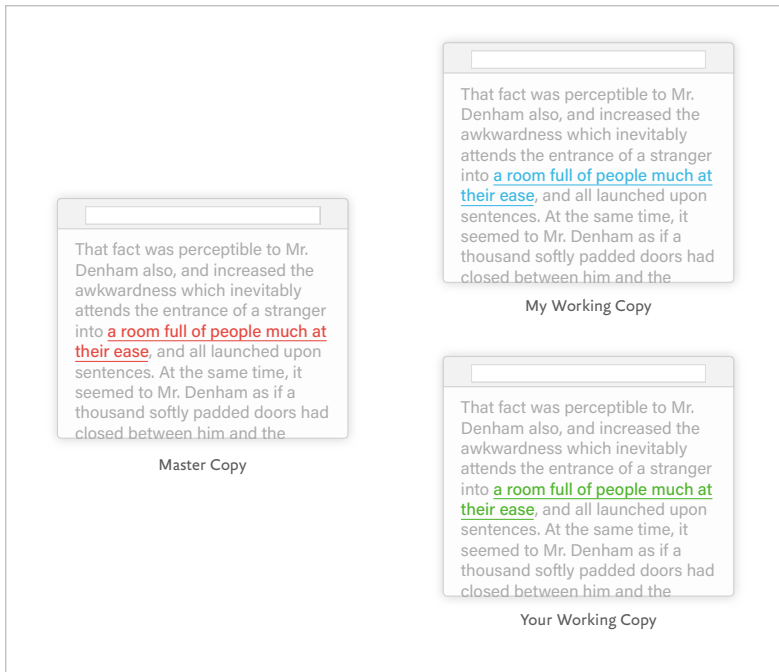 That fact was perceptible to Mr.
Denham also, and increased the
awkwardness which inevitably
attends the entrance of a stranger
into a room full of people much at
their ease, and all launched upon
sentences. At the same time, it
seemed to Mr. Denham as if a
thousand softly padded doors had
closed between him and the
Master Copy
That fact was perceptible to Mr.
Denham also, and increased the
awkwardness which inevitably
attends the entrance of a stranger
into a room full of people much at
their ease, and all launched upon
sentences. At the same time, it
seemed to Mr. Denham as if a
thousand softly padded doors had
closed between him and the
My Working Copy
That fact was perceptible to Mr.
Denham also, and increased the
awkwardness which inevitably
attends the entrance of a stranger
into a room full of people much at
their ease, and all launched upon
sentences. At the same time, it
seemed to Mr. Denham as if a
thousand softly padded doors had
closed between him and the
Your Working Copy